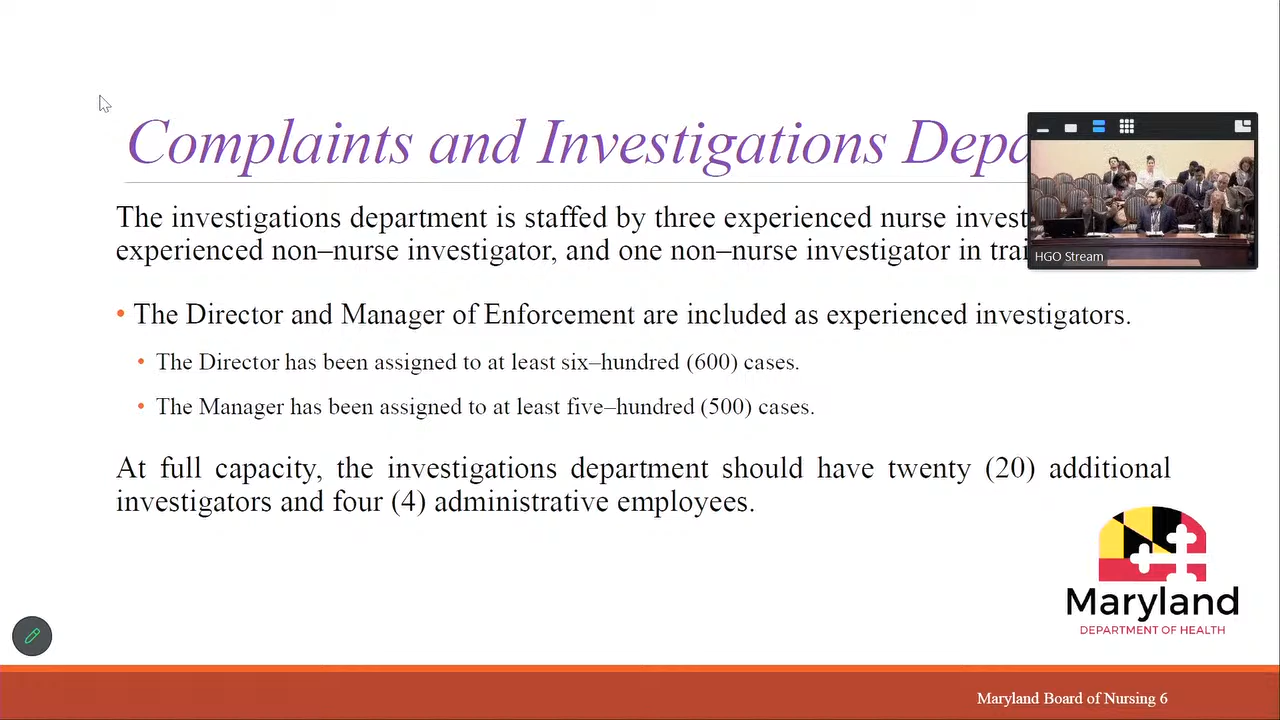 Complaints and Investigations Depa
The investigations department is staffed by three experienced nurse invest
experienced non–nurse investigator, and one non–nurse investigator in trai
HGO Stream
• The Director and Manager of Enforcement are included as experienced investigators.
• The Director has been assigned to at least six–hundred (600) cases.
• The Manager has been assigned to at least five–hundred (500) cases.
At full capacity, the investigations department should have twenty (20) additional
investigators and four (4) administrative employees.
Maryland
DEPARTMENT OF HEALTH
Maryland Board of Nursing 6